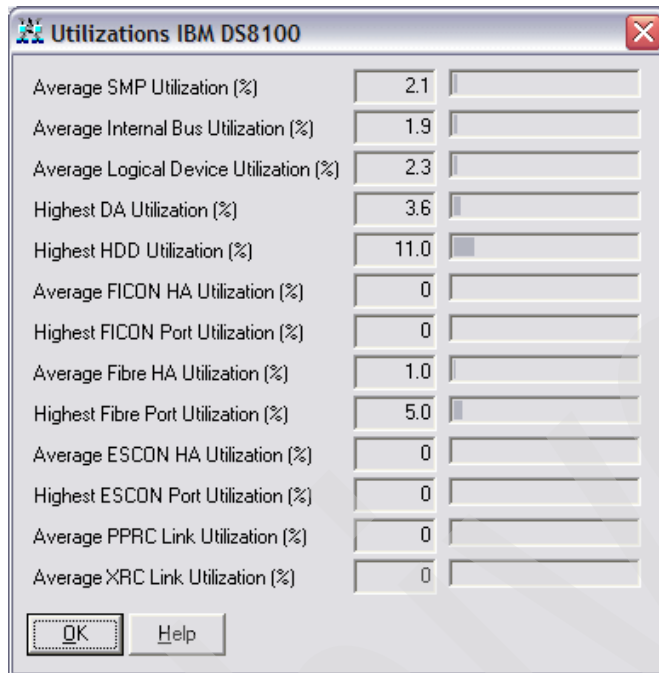 Utilizations IBM DS8100
Average SMP Utilization (%) 2.1
Average Internal Bus Utilization (%) 1.9
Average Logical Device Utilization (%) 2.3
Highest DA Utilization (%) 3.6
Highest HDD Utilization (%) 11.0
Average FICON HA Utilization (%) 0
Highest FICON Port Utilization (%) 0
Average Fibre HA Utilization (%) 1.0
Highest Fibre Port Utilization (%) 5.0
Average ESCON HA Utilization (%) 0
Highest ESCON Port Utilization (%) 0
Average PPRC Link Utilization (%) 0
Average XRC Link Utilization (%) 0
OK Help